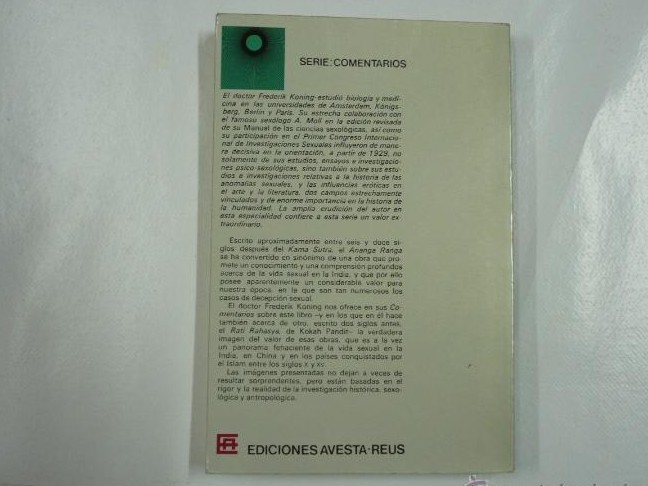 SERIE: COMENTARIOS
El doctor Frederik Koning estudio biología y medi-
cina en las universidades de Amsterdam, Königs-
berg, Berlín y París. Su estrecha colaboración con
el famoso sexólogo A. Moll en la edición revisada
de su Manual de las ciencias sexológicas, así como
su participación en el Primer Congreso Internacio-
nal de Investigaciones Sexuales influyeron de mane-
ra decisiva en la orientación, a partir de 1929, no
solamente de sus estudios, ensayos e investigacio-
nes psico-sexológicas, sino también sobre sus estu-
dios e investigaciones relativas a la historia de las
anomalías sexuales, y las influencias eróticas en
el arte y la literatura, dos campos estrechamente
vinculados y de enorme importancia en la historia de
la humanidad. La amplia erudición del autor en
esta especialidad confiere a esta serie un valor ex-
traordinario.
Escrito aproximadamente entre seis y doce si-
glos después del Kama Sutra, el Ananga Ranga
se ha convertido en sinónimo de una obra que pro-
mete un conocimiento y una comprensión profundos
acerca de la vida sexual en la India, y que por ello
posee aparentemente un considerable valor para
nuestra época, en la que son tan numerosos los
casos de decepción sexual.
El doctor Frederik Koning nos ofrece en sus Co-
mentarios sobre este libro —y en los que en él hace
también acerca de otro, escrito dos siglos antes,
el Rati Rahasya, de Kokah Pandit— la verdadera
imagen del valor de esas obras, que es a la vez
un panorama fehaciente de la vida sexual en la
India, en China y en los países conquistados por
el Islam entre los siglos X y XV.
Las imágenes presentadas no dejan a veces de
resultar sorprendentes, pero están basadas en el
rigor y la realidad de la investigación histórica, sexo-
lógica y antropológica.
EDICIONES AVESTA-REUS